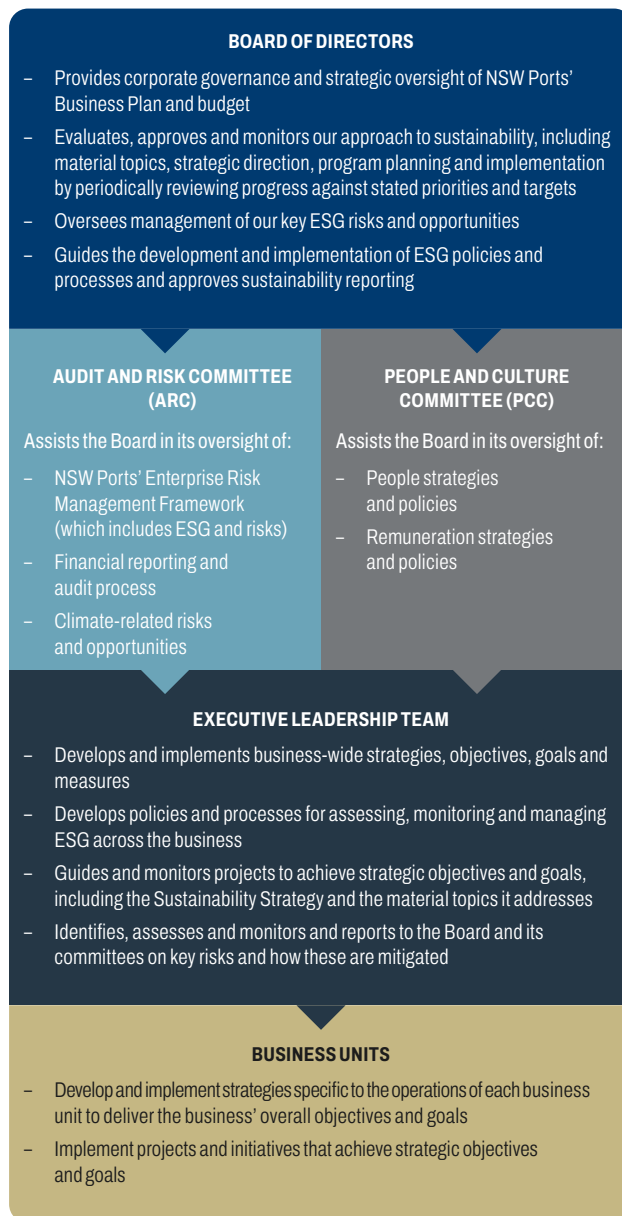 BOARD OF DIRECTORS
– Provides corporate governance and strategic oversight of NSW Ports’
Business Plan and budget
– Evaluates, approves and monitors our approach to sustainability, including
material topics, strategic direction, program planning and implementation
by periodically reviewing progress against stated priorities and targets
– Oversees management of our key ESG risks and opportunities
– Guides the development and implementation of ESG policies and
processes and approves sustainability reporting
AUDIT AND RISK COMMITTEE
(ARC)
Assists the Board in its oversight of:
– NSW Ports’ Enterprise Risk
Management Framework
(which includes ESG and risks)
– Financial reporting and
audit process
– Climate-related risks
and opportunities
PEOPLE AND CULTURE
COMMITTEE (PCC)
Assists the Board in its oversight of:
– People strategies
and policies
– Remuneration strategies
and policies
EXECUTIVE LEADERSHIP TEAM
– Develops and implements business-wide strategies, objectives, goals and
measures
– Develops policies and processes for assessing, monitoring and managing
ESG across the business
– Guides and monitors projects to achieve strategic objectives and goals,
including the Sustainability Strategy and the material topics it addresses
– Identifies, assesses and monitors and reports to the Board and its
committees on key risks and how these are mitigated
BUSINESS UNITS
– Develop and implement strategies specific to the operations of each business
unit to deliver the business’ overall objectives and goals
– Implement projects and initiatives that achieve strategic objectives
and goals